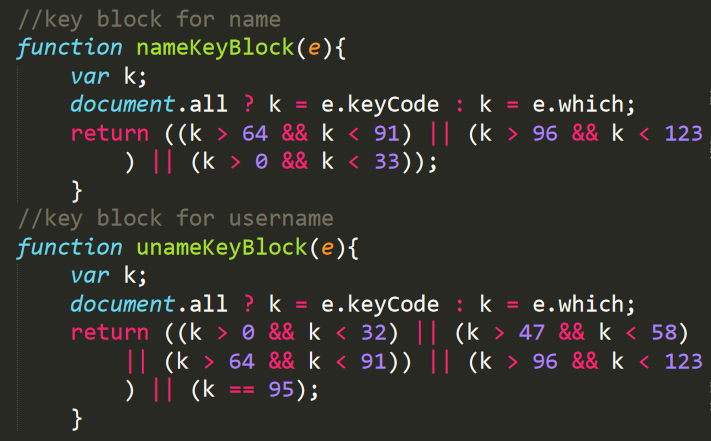 //key block for name
function nameKeyBlock(e){
var k;
document.all ? k = e.keyCode : k = e.which;
return ((k > 64 && k < 91) || (k > 96 && k < 123
) || (k > 0 && k < 33));
}
//key block for username
function unameKeyBlock(e){
var k;
document.all ? k = e.keyCode : k = e.which;
return ((k > 0 && k < 32) || (k > 47 && k < 58)
|| (k > 64 && k < 91)) || (k > 96 && k < 123
) || (k == 95);
}